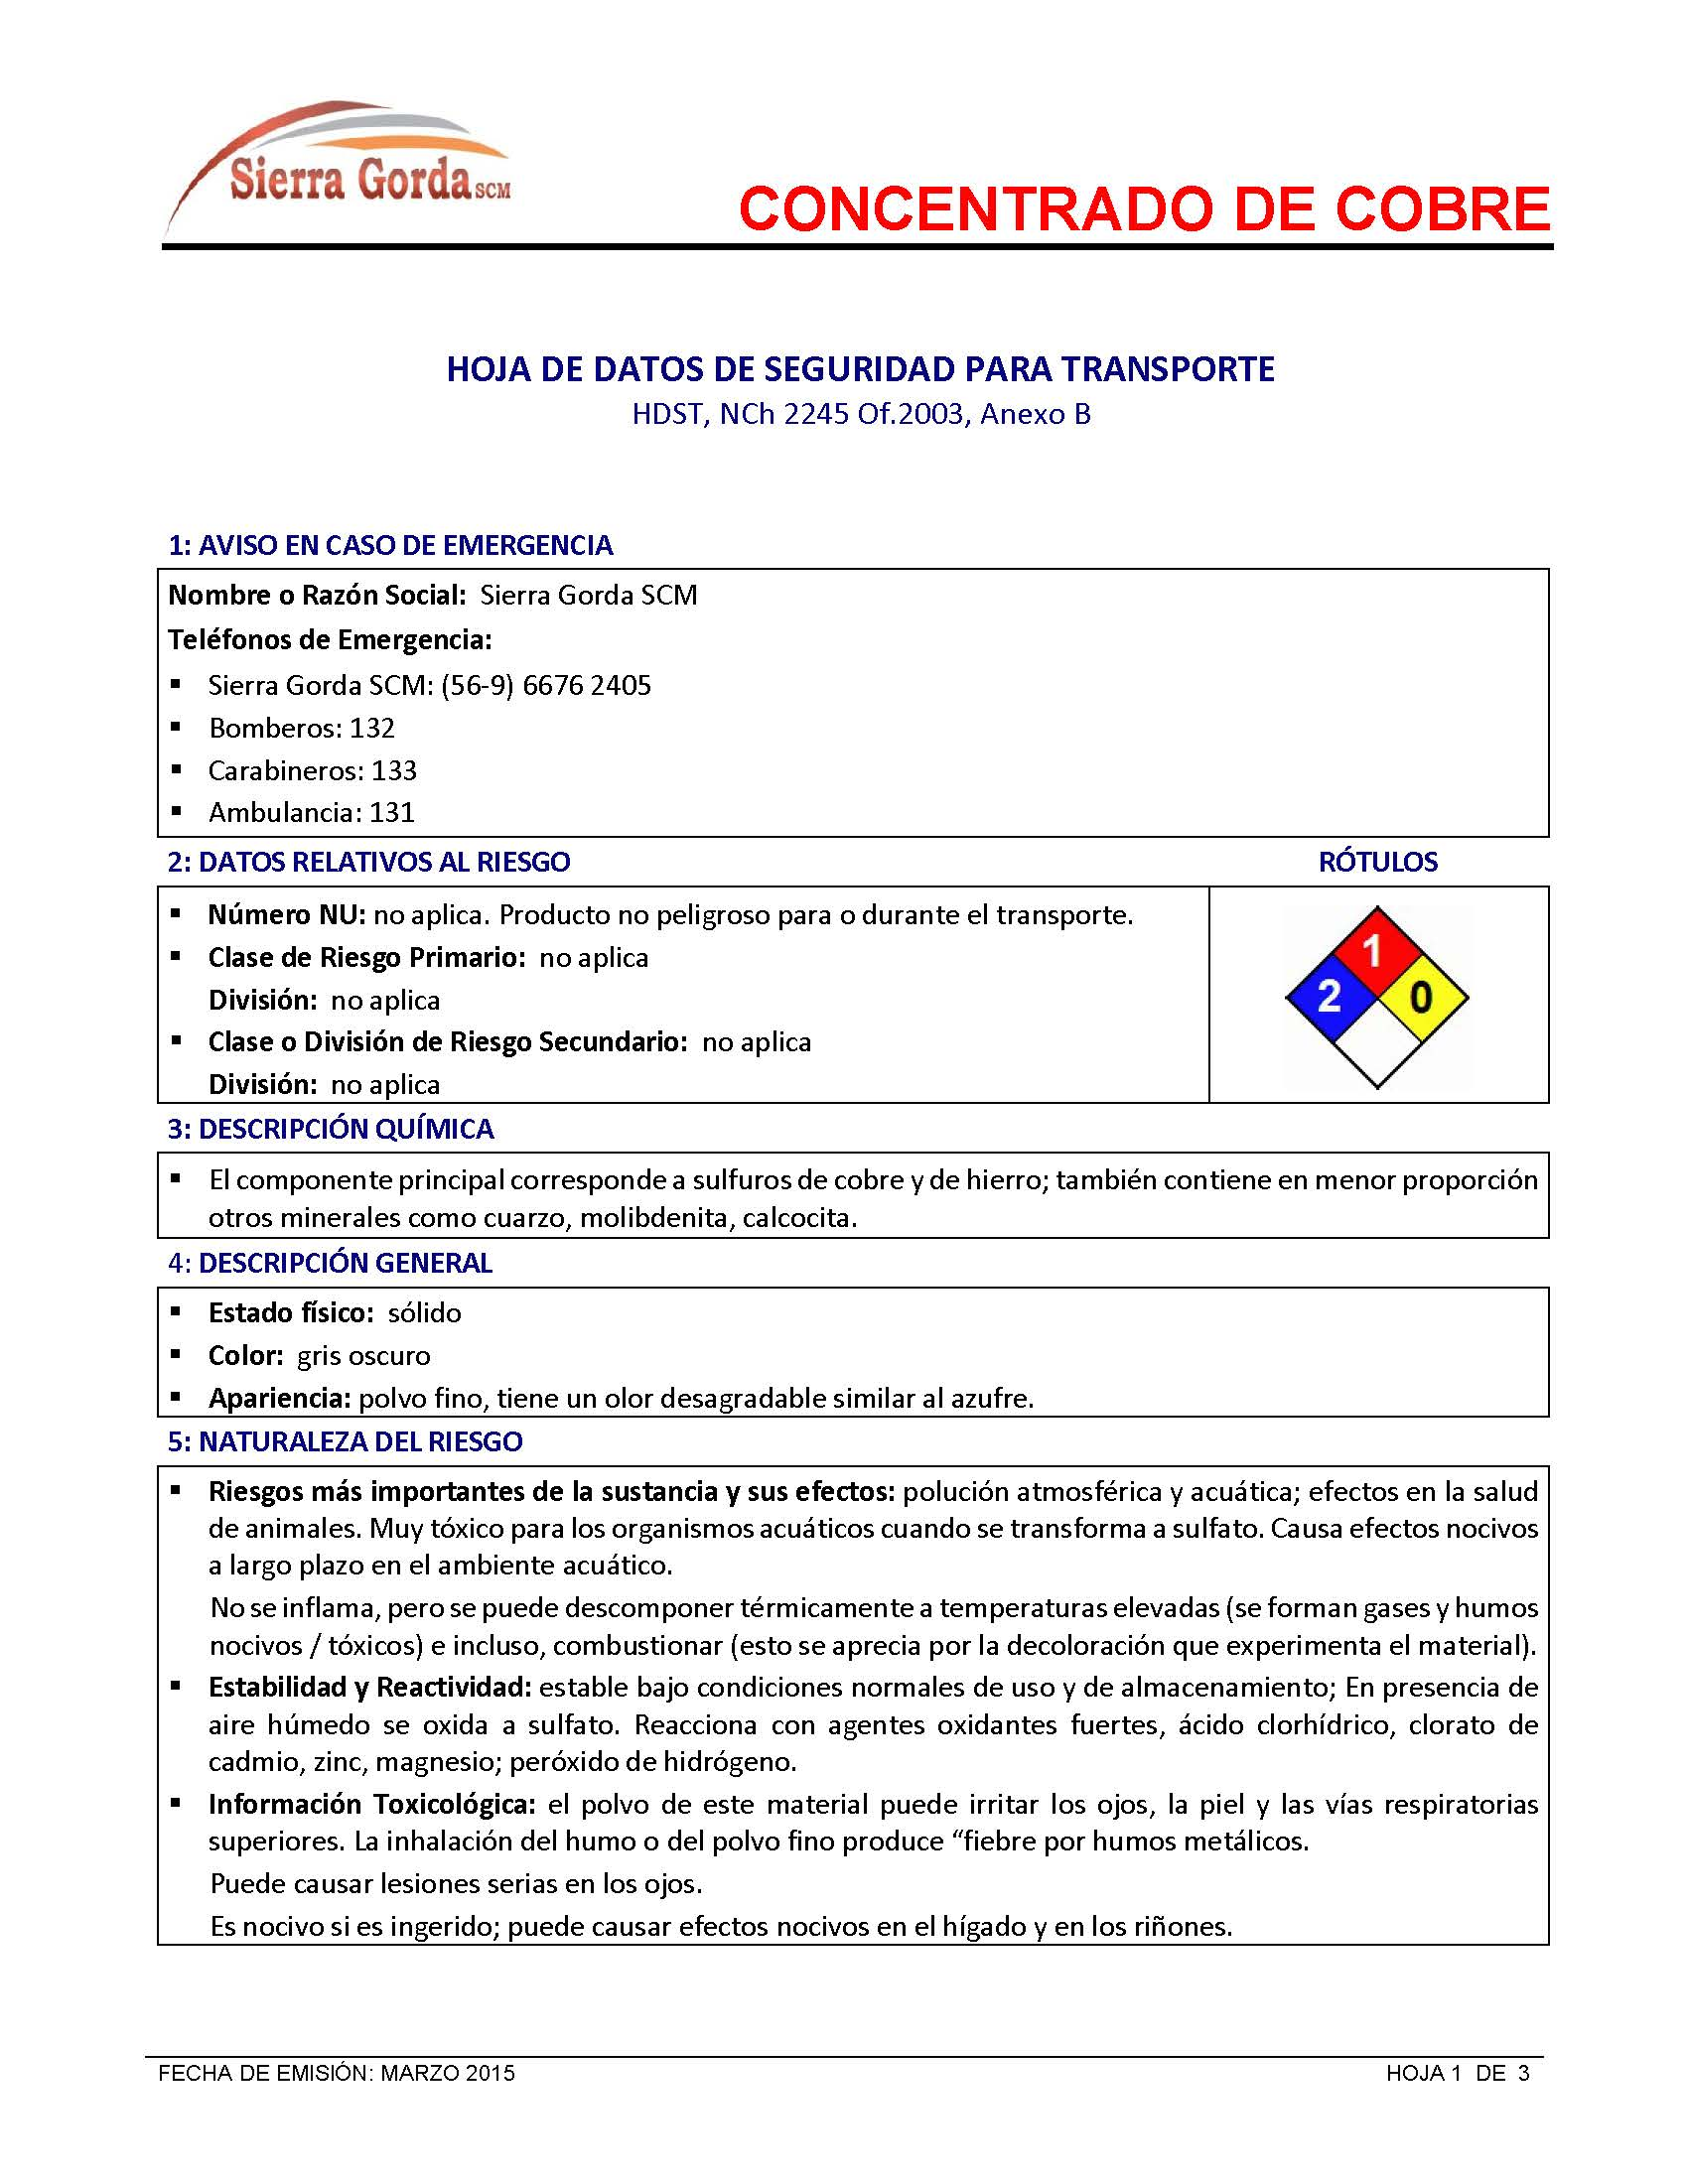 Sierra Gorda SCM
CONCENTRADO DE COBRE
HOJA DE DATOS DE SEGURIDAD PARA TRANSPORTE
HDST, NCh 2245 Of.2003, Anexo B
1: AVISO EN CASO DE EMERGENCIA
Nombre o Razón Social: Sierra Gorda SCM
Teléfonos de Emergencia:
▪ Sierra Gorda SCM: (56-9) 6676 2405
▪ Bomberos: 132
▪ Carabineros: 133
▪ Ambulancia: 131
2: DATOS RELATIVOS AL RIESGO RÓTULOS
▪ Número NU: no aplica. Producto no peligroso para o durante el transporte.
▪ Clase de Riesgo Primario: no aplica
División: no aplica
▪ Clase o División de Riesgo Secundario: no aplica
División: no aplica
1
2 0
3: DESCRIPCIÓN QUÍMICA
▪ El componente principal corresponde a sulfuros de cobre y de hierro; también contiene en menor proporción
otros minerales como cuarzo, molibdenita, calcocita.
4: DESCRIPCIÓN GENERAL
▪ Estado físico: sólido
▪ Color: gris oscuro
▪ Apariencia: polvo fino, tiene un olor desagradable similar al azufre.
5: NATURALEZA DEL RIESGO
▪ Riesgos más importantes de la sustancia y sus efectos: polución atmosférica y acuática; efectos en la salud
de animales. Muy tóxico para los organismos acuáticos cuando se transforma a sulfato. Causa efectos nocivos
a largo plazo en el ambiente acuático.
No se inflama, pero se puede descomponer térmicamente a temperaturas elevadas (se forman gases y humos
nocivos / tóxicos) e incluso, combustionar (esto se aprecia por la decoloración que experimenta el material).
▪ Estabilidad y Reactividad: estable bajo condiciones normales de uso y de almacenamiento; En presencia de
aire húmedo se oxida a sulfato. Reacciona con agentes oxidantes fuertes, ácido clorhídrico, clorato de
cadmio, zinc, magnesio; peróxido de hidrógeno.
▪ Información Toxicológica: el polvo de este material puede irritar los ojos, la piel y las vías respiratorias
superiores. La inhalación del humo o del polvo fino produce “fiebre por humos metálicos.
Puede causar lesiones serias en los ojos.
Es nocivo si es ingerido; puede causar efectos nocivos en el hígado y en los riñones.
FECHA DE EMISIÓN: MARZO 2015 HOJA 1 DE 3